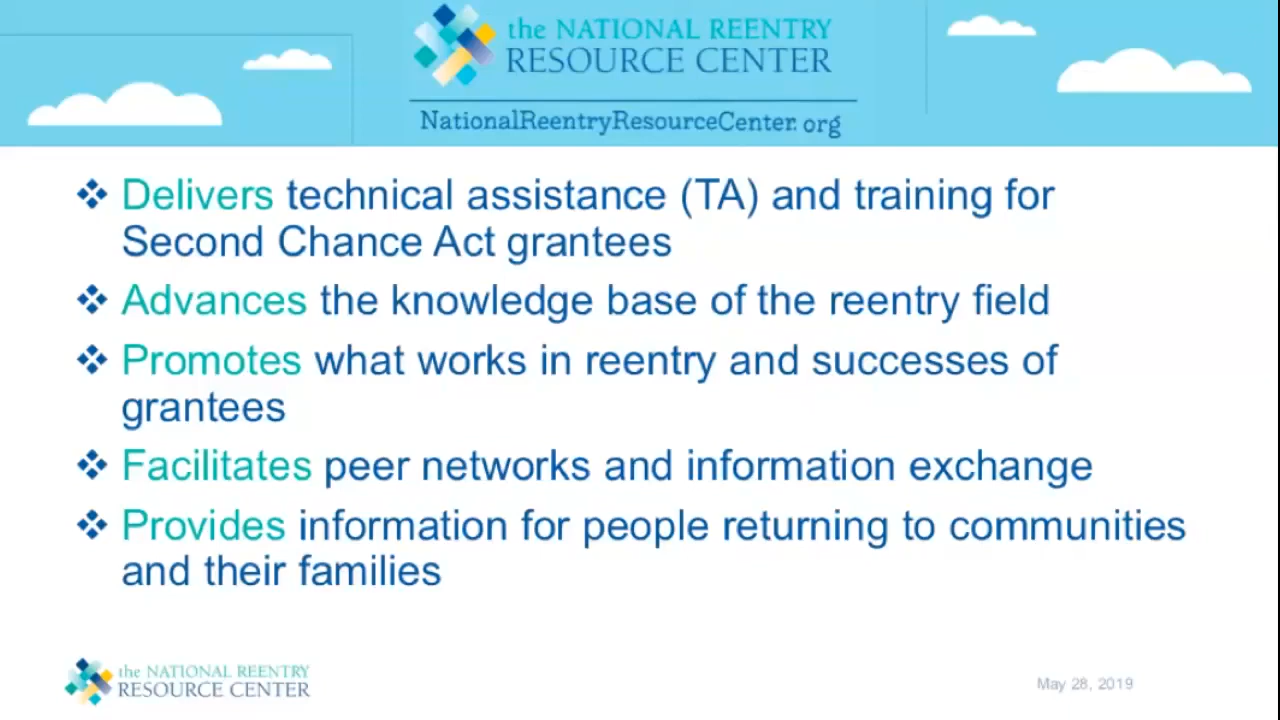 the NATIONAL REENTRY
RESOURCE CENTER
NationalReentryResourceCenter.org
❖ Delivers technical assistance (TA) and training for
Second Chance Act grantees
❖ Advances the knowledge base of the reentry field
❖ Promotes what works in reentry and successes of
grantees
❖ Facilitates peer networks and information exchange
❖ Provides information for people returning to communities
and their families
the NATIONAL REENTRY
RESOURCE CENTER
May 28, 2019